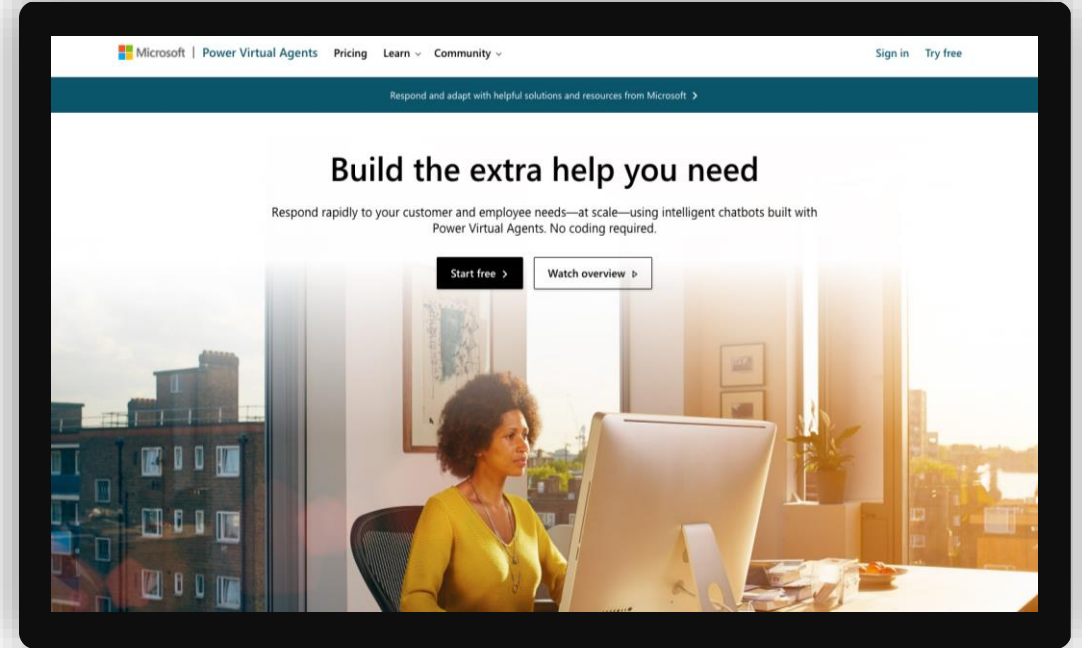 Microsoft | Power Virtual Agents Pricing Learn Community Sign in Try free
Respond and adapt with helpful solutions and resources from Microsoft
Build the extra help you need
Respond rapidly to your customer and employee needs—at scale—using intelligent chatbots built with
Power Virtual Agents. No coding required.
Start free Watch overview